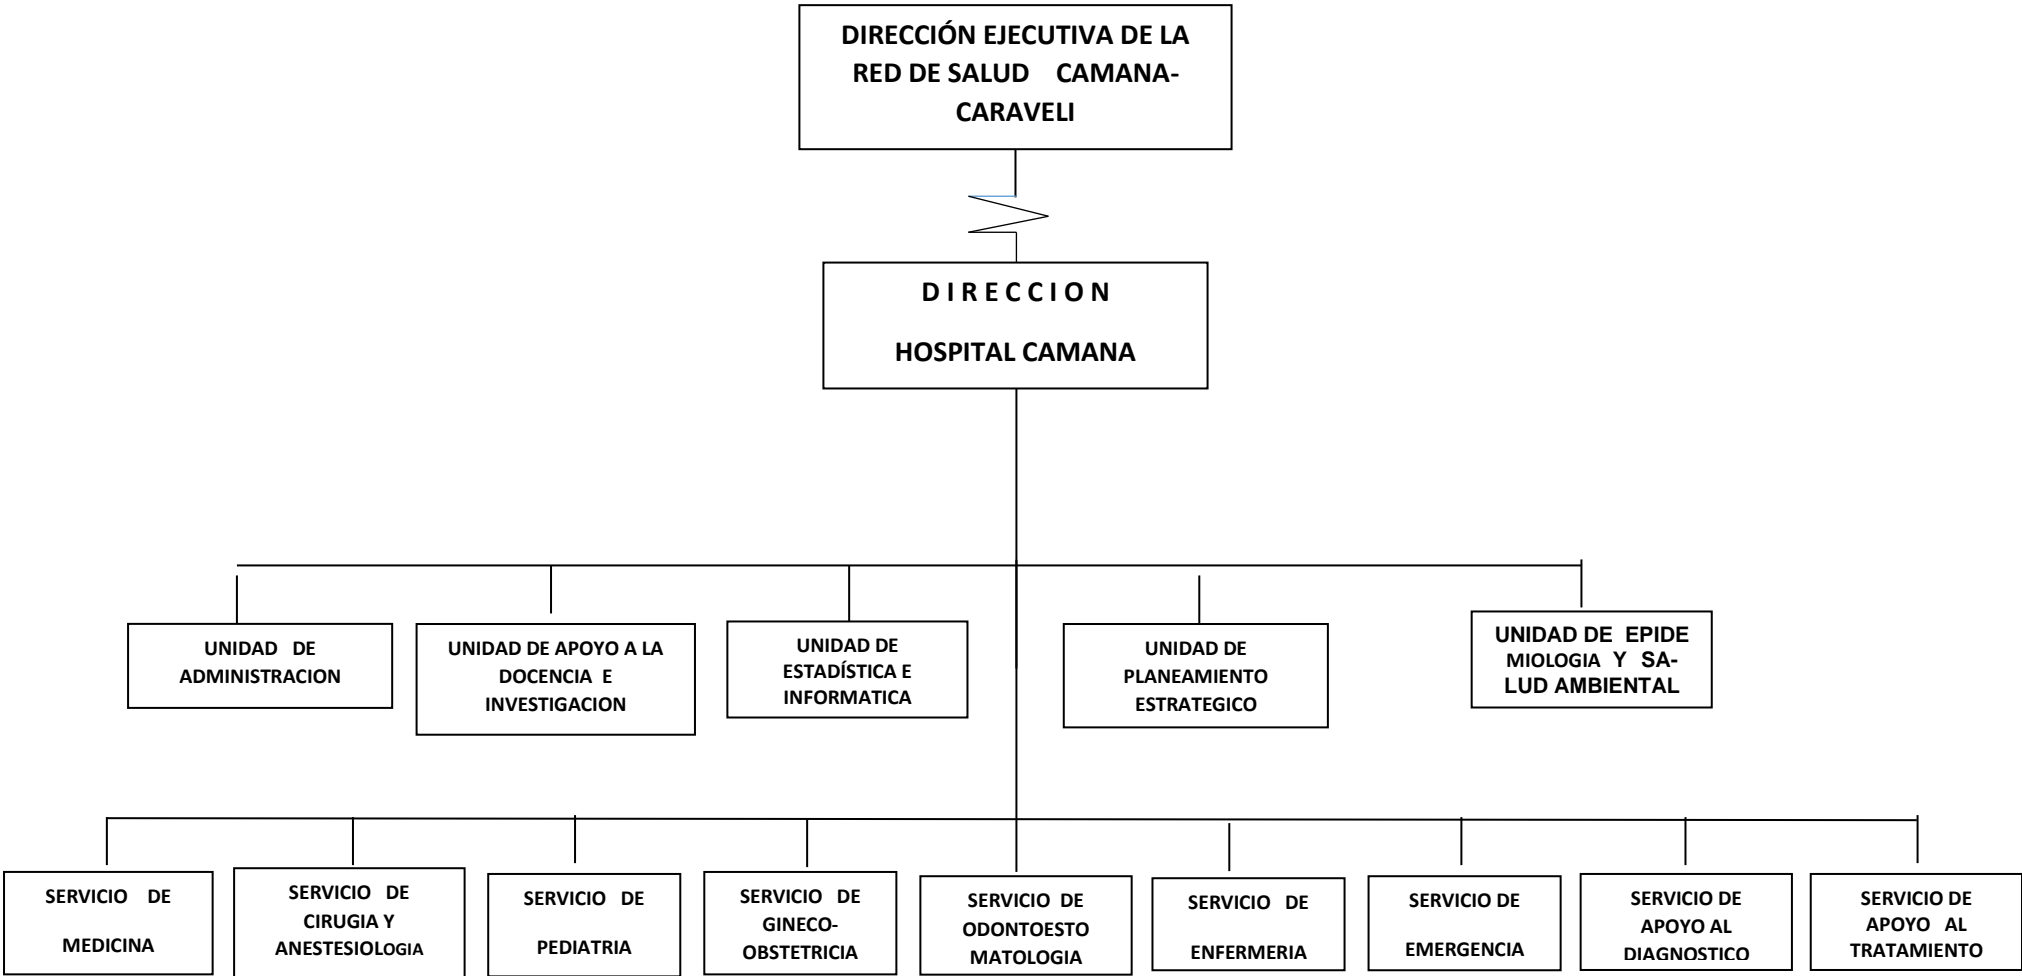 DIRECCIÓN EJECUTIVA DE LA
RED DE SALUD CAMANA-
CARAVELI
D I R E C C I O N
HOSPITAL CAMANA
UNIDAD DE
ADMINISTRACION
UNIDAD DE APOYO A LA
DOCENCIA E
INVESTIGACION
UNIDAD DE
ESTADÍSTICA E
INFORMATICA
UNIDAD DE
PLANEAMIENTO
ESTRATEGICO
UNIDAD DE EPIDE
MIOLOGIA Y SA-
LUD AMBIENTAL
SERVICIO DE
MEDICINA
SERVICIO DE
CIRUGIA Y
ANESTESIOLOGIA
SERVICIO DE
PEDIATRIA
SERVICIO DE
GINECO-
OBSTETRICIA
SERVICIO DE
ODONTOESTO
MATOLOGIA
SERVICIO DE
ENFERMERIA
SERVICIO DE
EMERGENCIA
SERVICIO DE
APOYO AL
DIAGNOSTICO
SERVICIO DE
APOYO AL
TRATAMIENTO